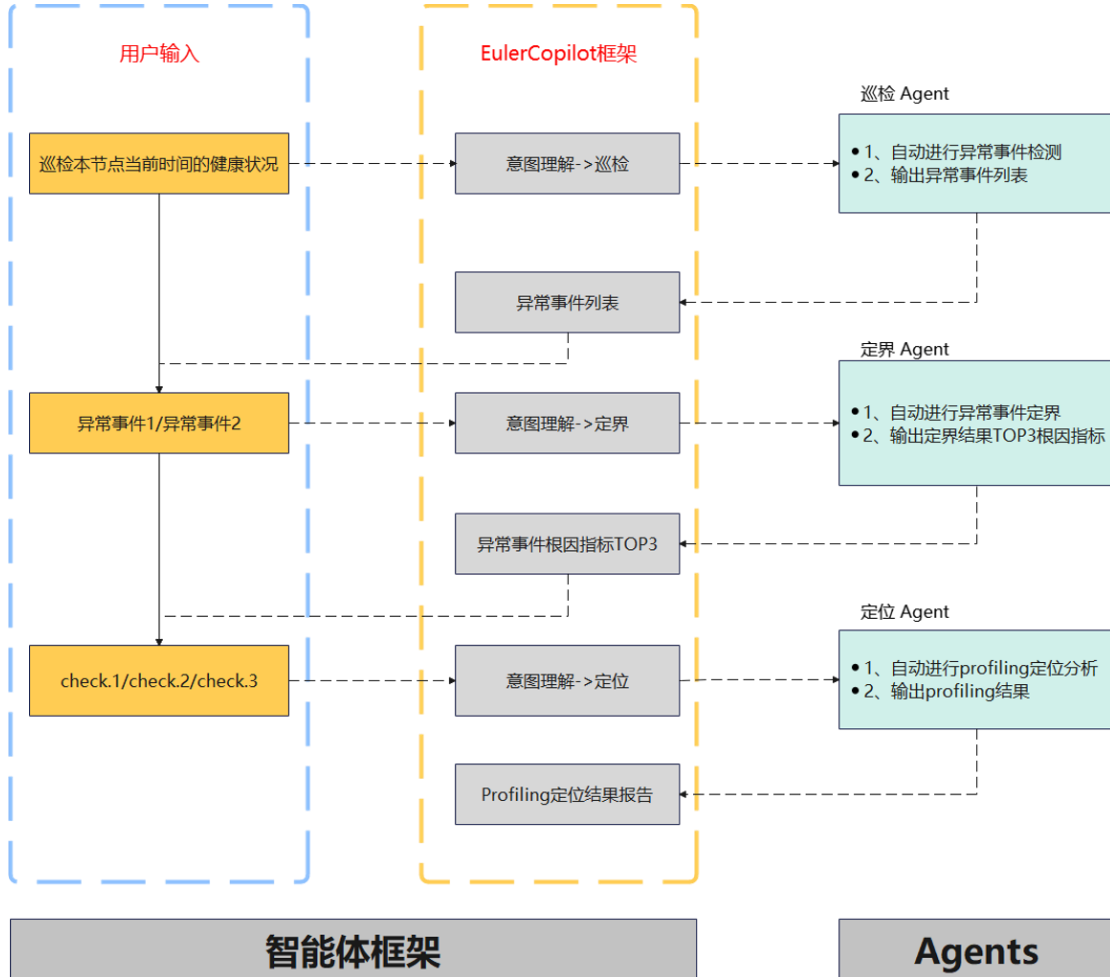 用户输入
EulerCopilot框架
巡检 Agent
巡检本节点当前时间的健康状况
意图理解->巡检
• 1、自动进行异常事件检测
• 2、输出异常事件列表
异常事件列表
定界 Agent
异常事件1/异常事件2
意图理解->定界
• 1、自动进行异常事件定界
• 2、输出定界结果TOP3根因指标
异常事件根因指标TOP3
定位 Agent
check.1/check.2/check.3
意图理解->定位
• 1、自动进行profiling定位分析
• 2、输出profiling结果
Profiling定位结果报告
智能体框架
Agents